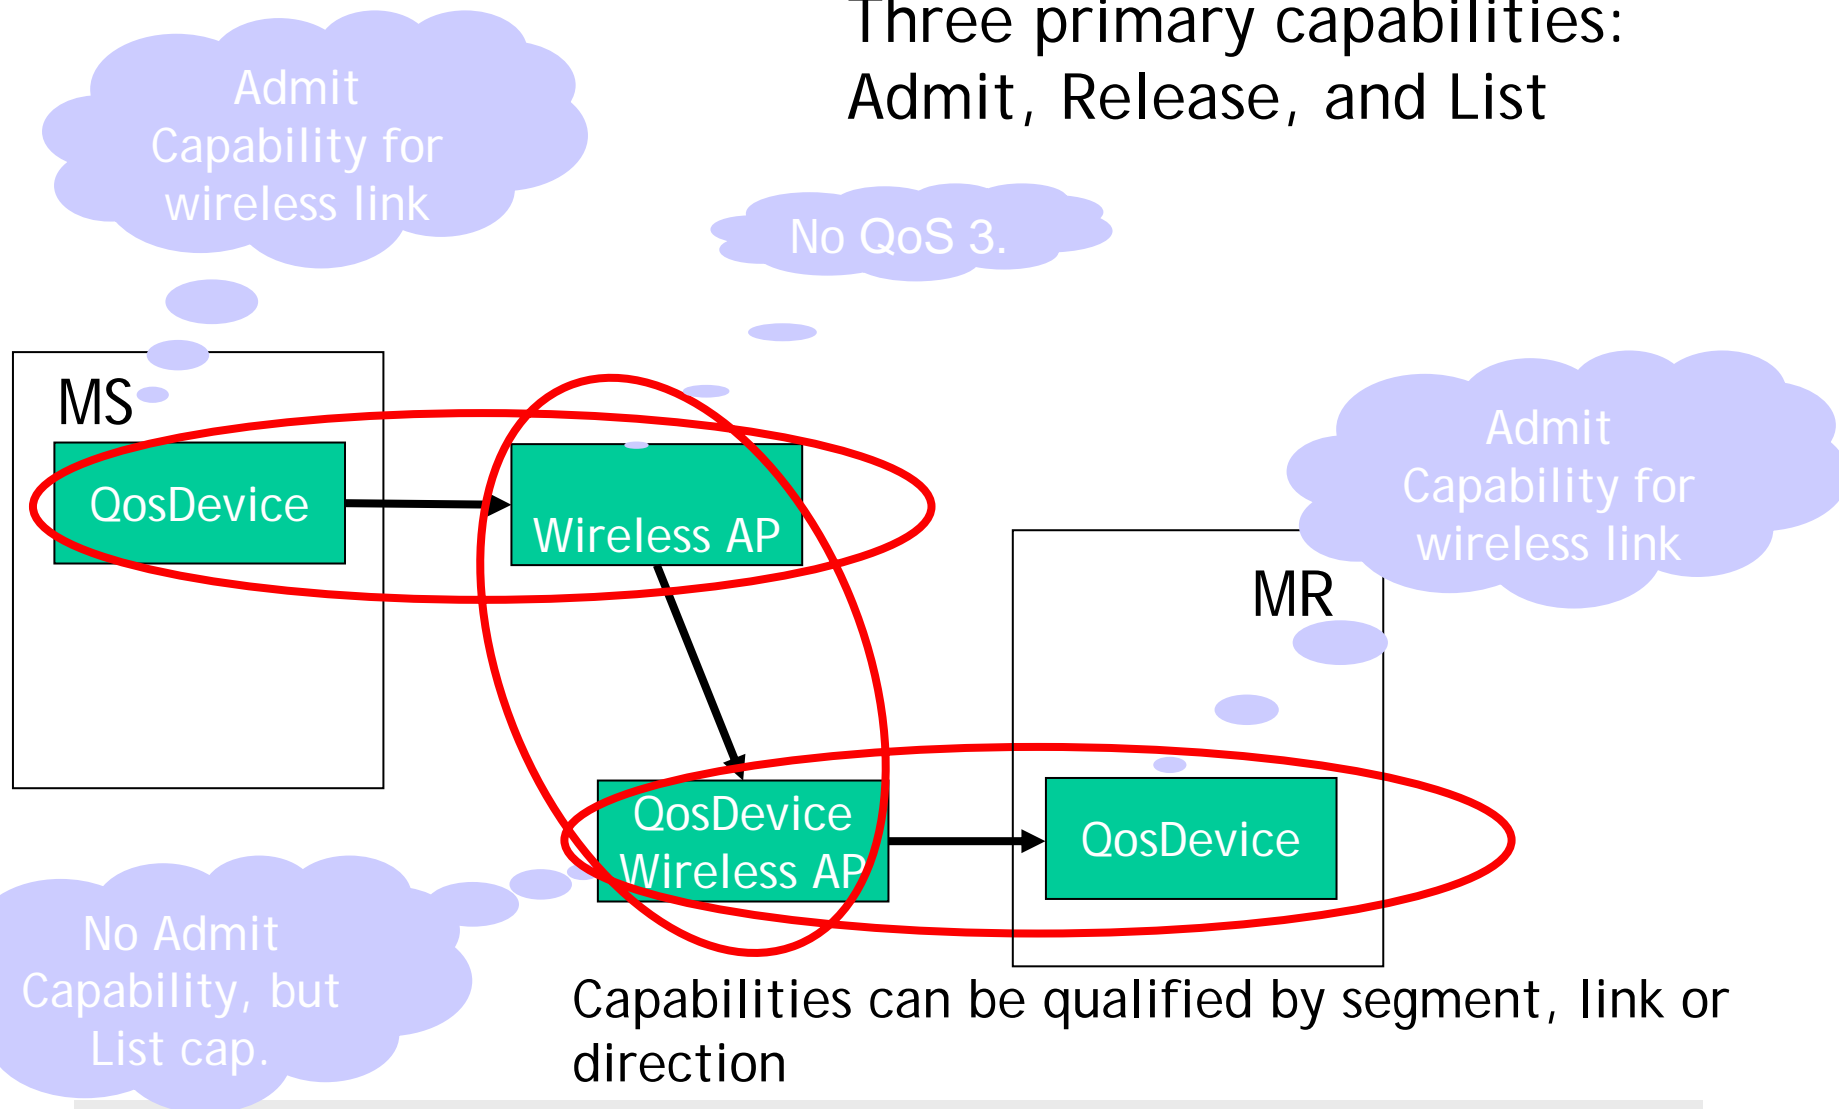 Three primary capabilities:
Admit, Release, and List
Admit
Capability for
wireless link
No QoS 3.
MS
QosDevice
Wireless AP
Admit
Capability for
wireless link
MR
QosDevice
Wireless AP
QosDevice
No Admit
Capability, but
List cap.
Capabilities can be qualified by segment, link or
direction